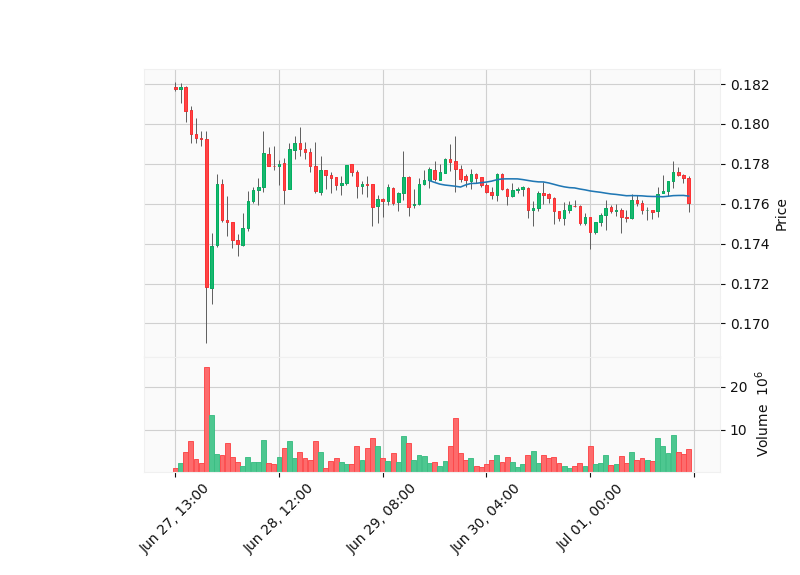 0.182
0.180
0.178
0.176
0.174
0.172
0.170
Price
20
10
Volume 10^6
Jun 27, 13:00
Jun 28, 12:00
Jun 29, 08:00
Jun 30, 04:00
Jul 01, 00:00